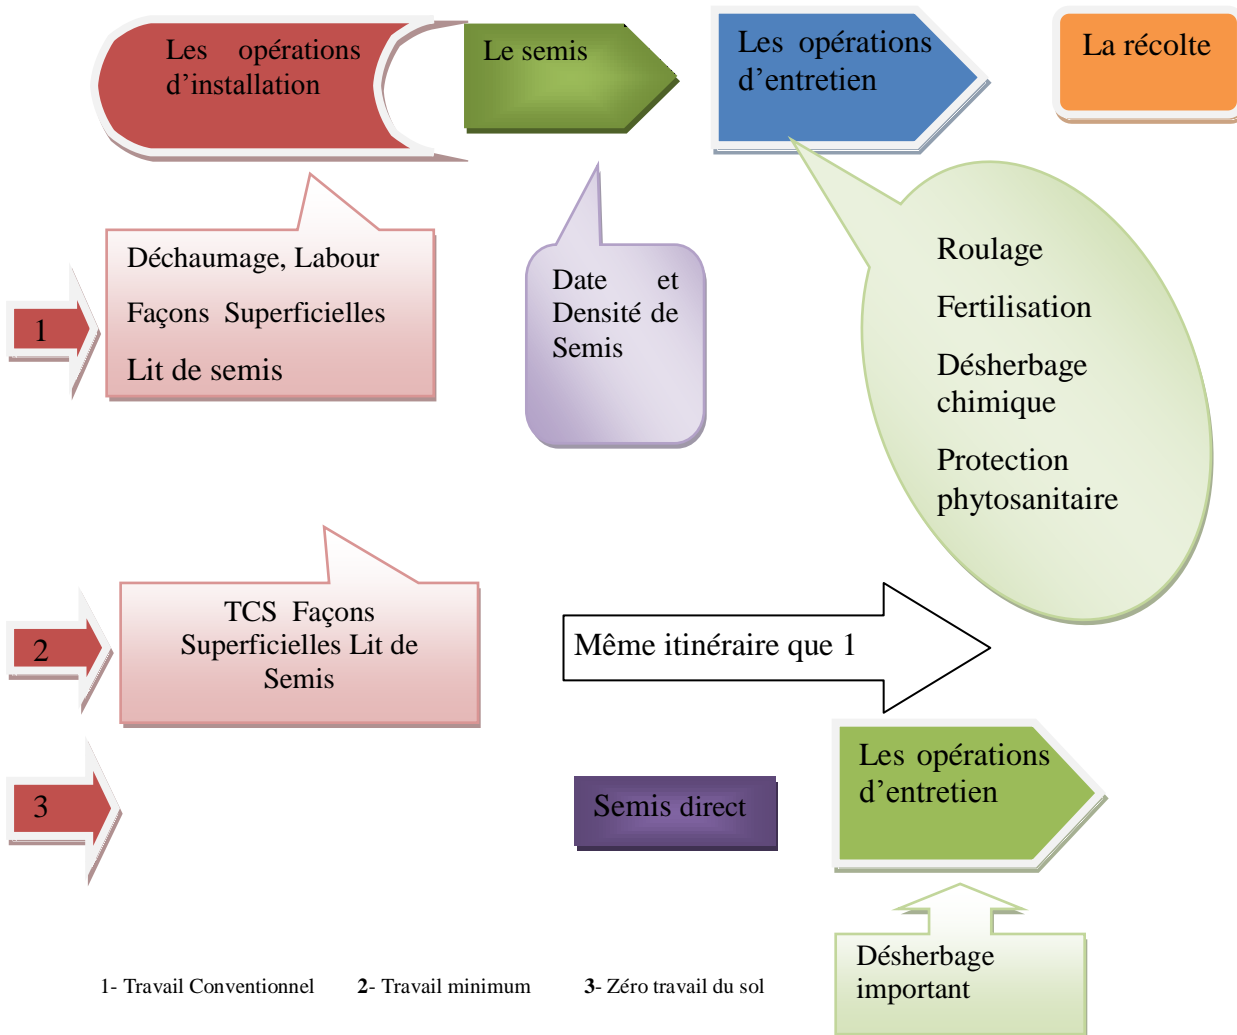 Les opérations
d’installation
Le semis
Les opérations
d’entretien
La récolte
1
Déchaumage, Labour
Façons Superficielles
Lit de semis
Date et
Densité de
Semis
Roulage
Fertilisation
Désherbage
chimique
Protection
phytosanitaire
2
TCS Façons
Superficielles Lit de
Semis
Même itinéraire que 1
3
Semis direct
Les opérations
d’entretien
Désherbage
important
1- Travail Conventionnel 2- Travail minimum 3- Zéro travail du sol